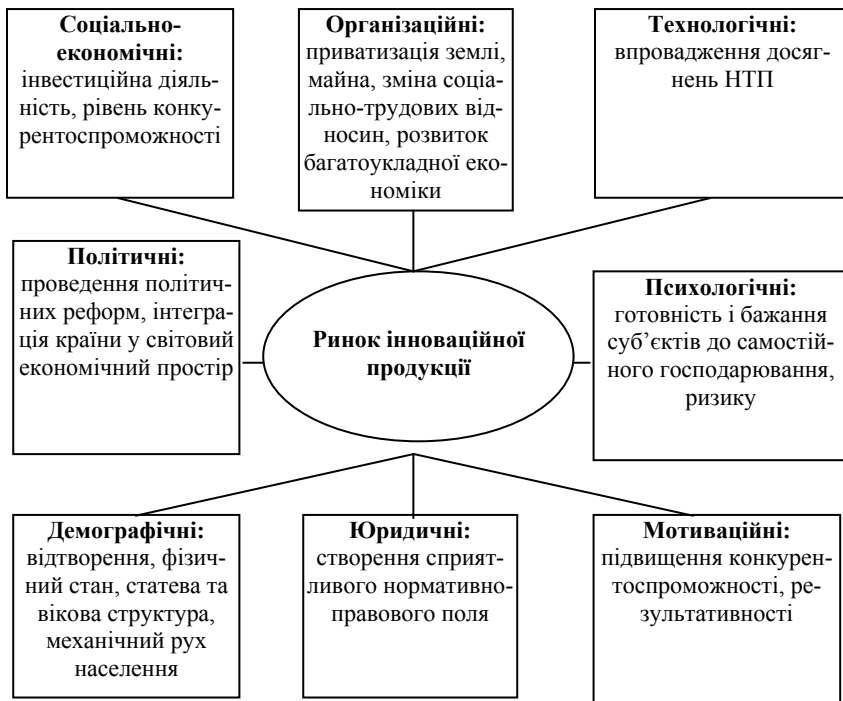 Соціально-
економічні:
інвестиційна діяль-
ність, рівень конку-
рентоспроможності
Організаційні:
приватизація землі,
майна, зміна соці-
ально-трудових від-
носин, розвиток
багатоукладної еко-
номіки
Технологічні:
впровадження досяг-
нень НТП
Політичні:
проведення політич-
них реформ, інтегра-
ція країни у світовий
економічний простір
Ринок інноваційної
продукції
Психологічні:
готовність і бажання
суб’єктів до самостій-
ного господарювання,
ризику
Демографічні:
відтворення, фізич-
ний стан, статева та
вікова структура,
механічний рух
населення
Юридичні:
створення сприят-
ливого нормативно-
правового поля
Мотиваційні:
підвищення конкурен-
тоспроможності, ре-
зультативності